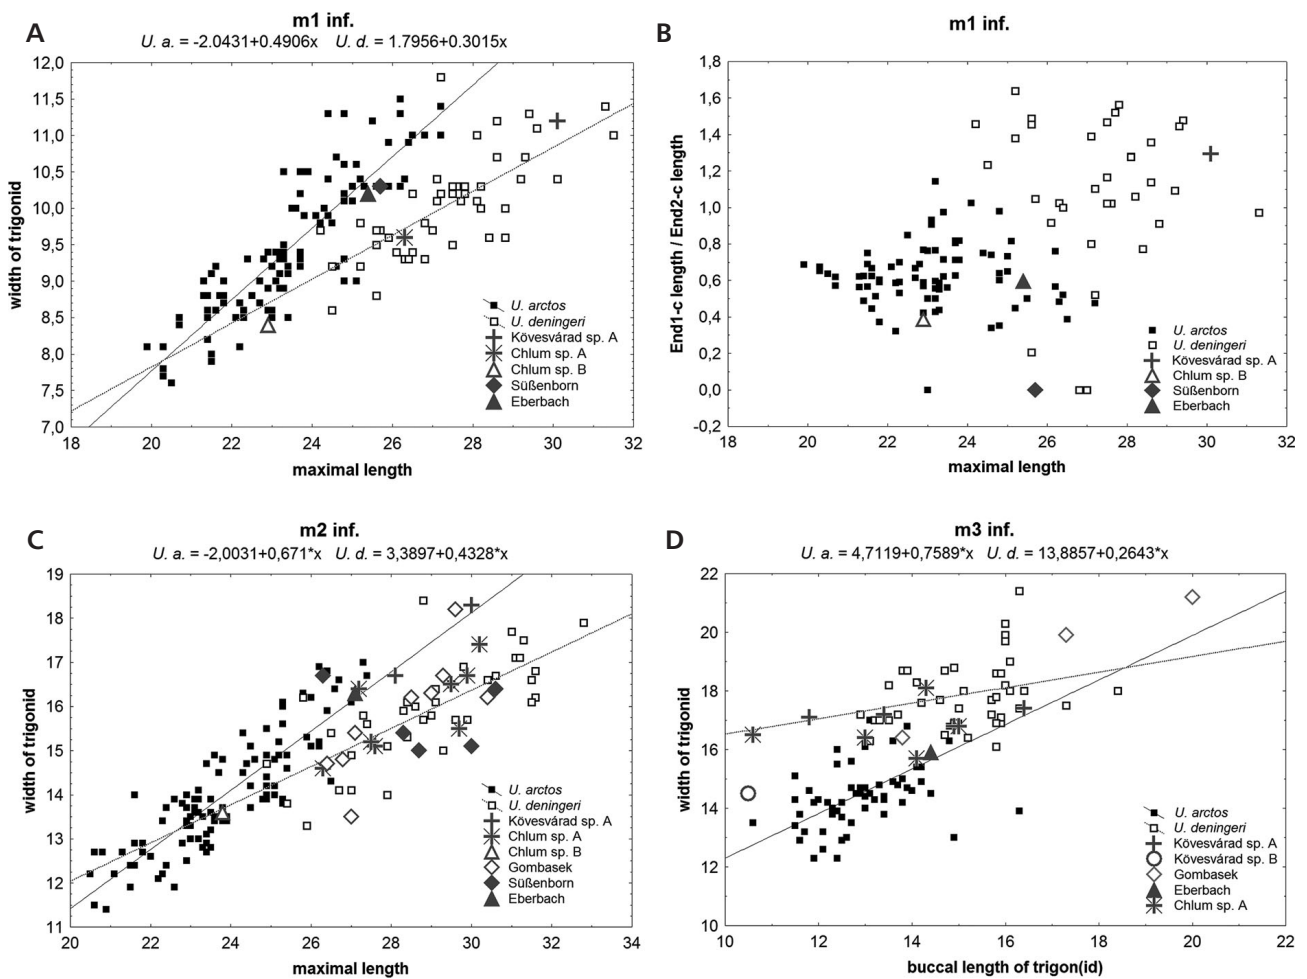 A
m1 inf.
U. a. = -2.0431+0.4906x U. d. = 1.7956+0.3015x
width of trigonid
12,0
11,5
11,0
10,5
10,0
9,5
9,0
8,5
8,0
7,5
7,0
18 20 22 24 26 28 30 32
maximal length
U. arctos
U. deningeri
Kövesvárad sp. A
Chlum sp. A
Chlum sp. B
Süßenborn
Eberbach
B
m1 inf.
End1-c length / End2-c length
1,8
1,6
1,4
1,2
1,0
0,8
0,6
0,4
0,2
0,0
-0,2
18 20 22 24 26 28 30 32
maximal length
U. arctos
U. deningeri
Kövesvárad sp. A
Chlum sp. B
Süßenborn
Eberbach
C
m2 inf.
U. a. = -2,0031+0,671*x U. d. = 3,3897+0,4328*x
width of trigonid
19
18
17
16
15
14
13
12
11
20 22 24 26 28 30 32 34
maximal length
U. arctos
U. deningeri
Kövesvárad sp. A
Chlum sp. A
Chlum sp. B
Gombasek
Süßenborn
Eberbach
D
m3 inf.
U. a. = 4,7119+0,7589*x U. d. = 13,8857+0,2643*x
width of trigonid
22
20
18
16
14
12
10
10 12 14 16 18 20 22
buccal length of trigon(id)
U. arctos
U. deningeri
Kövesvárad sp. A
Kövesvárad sp. B
Gombasek
Eberbach
Chlum sp. A